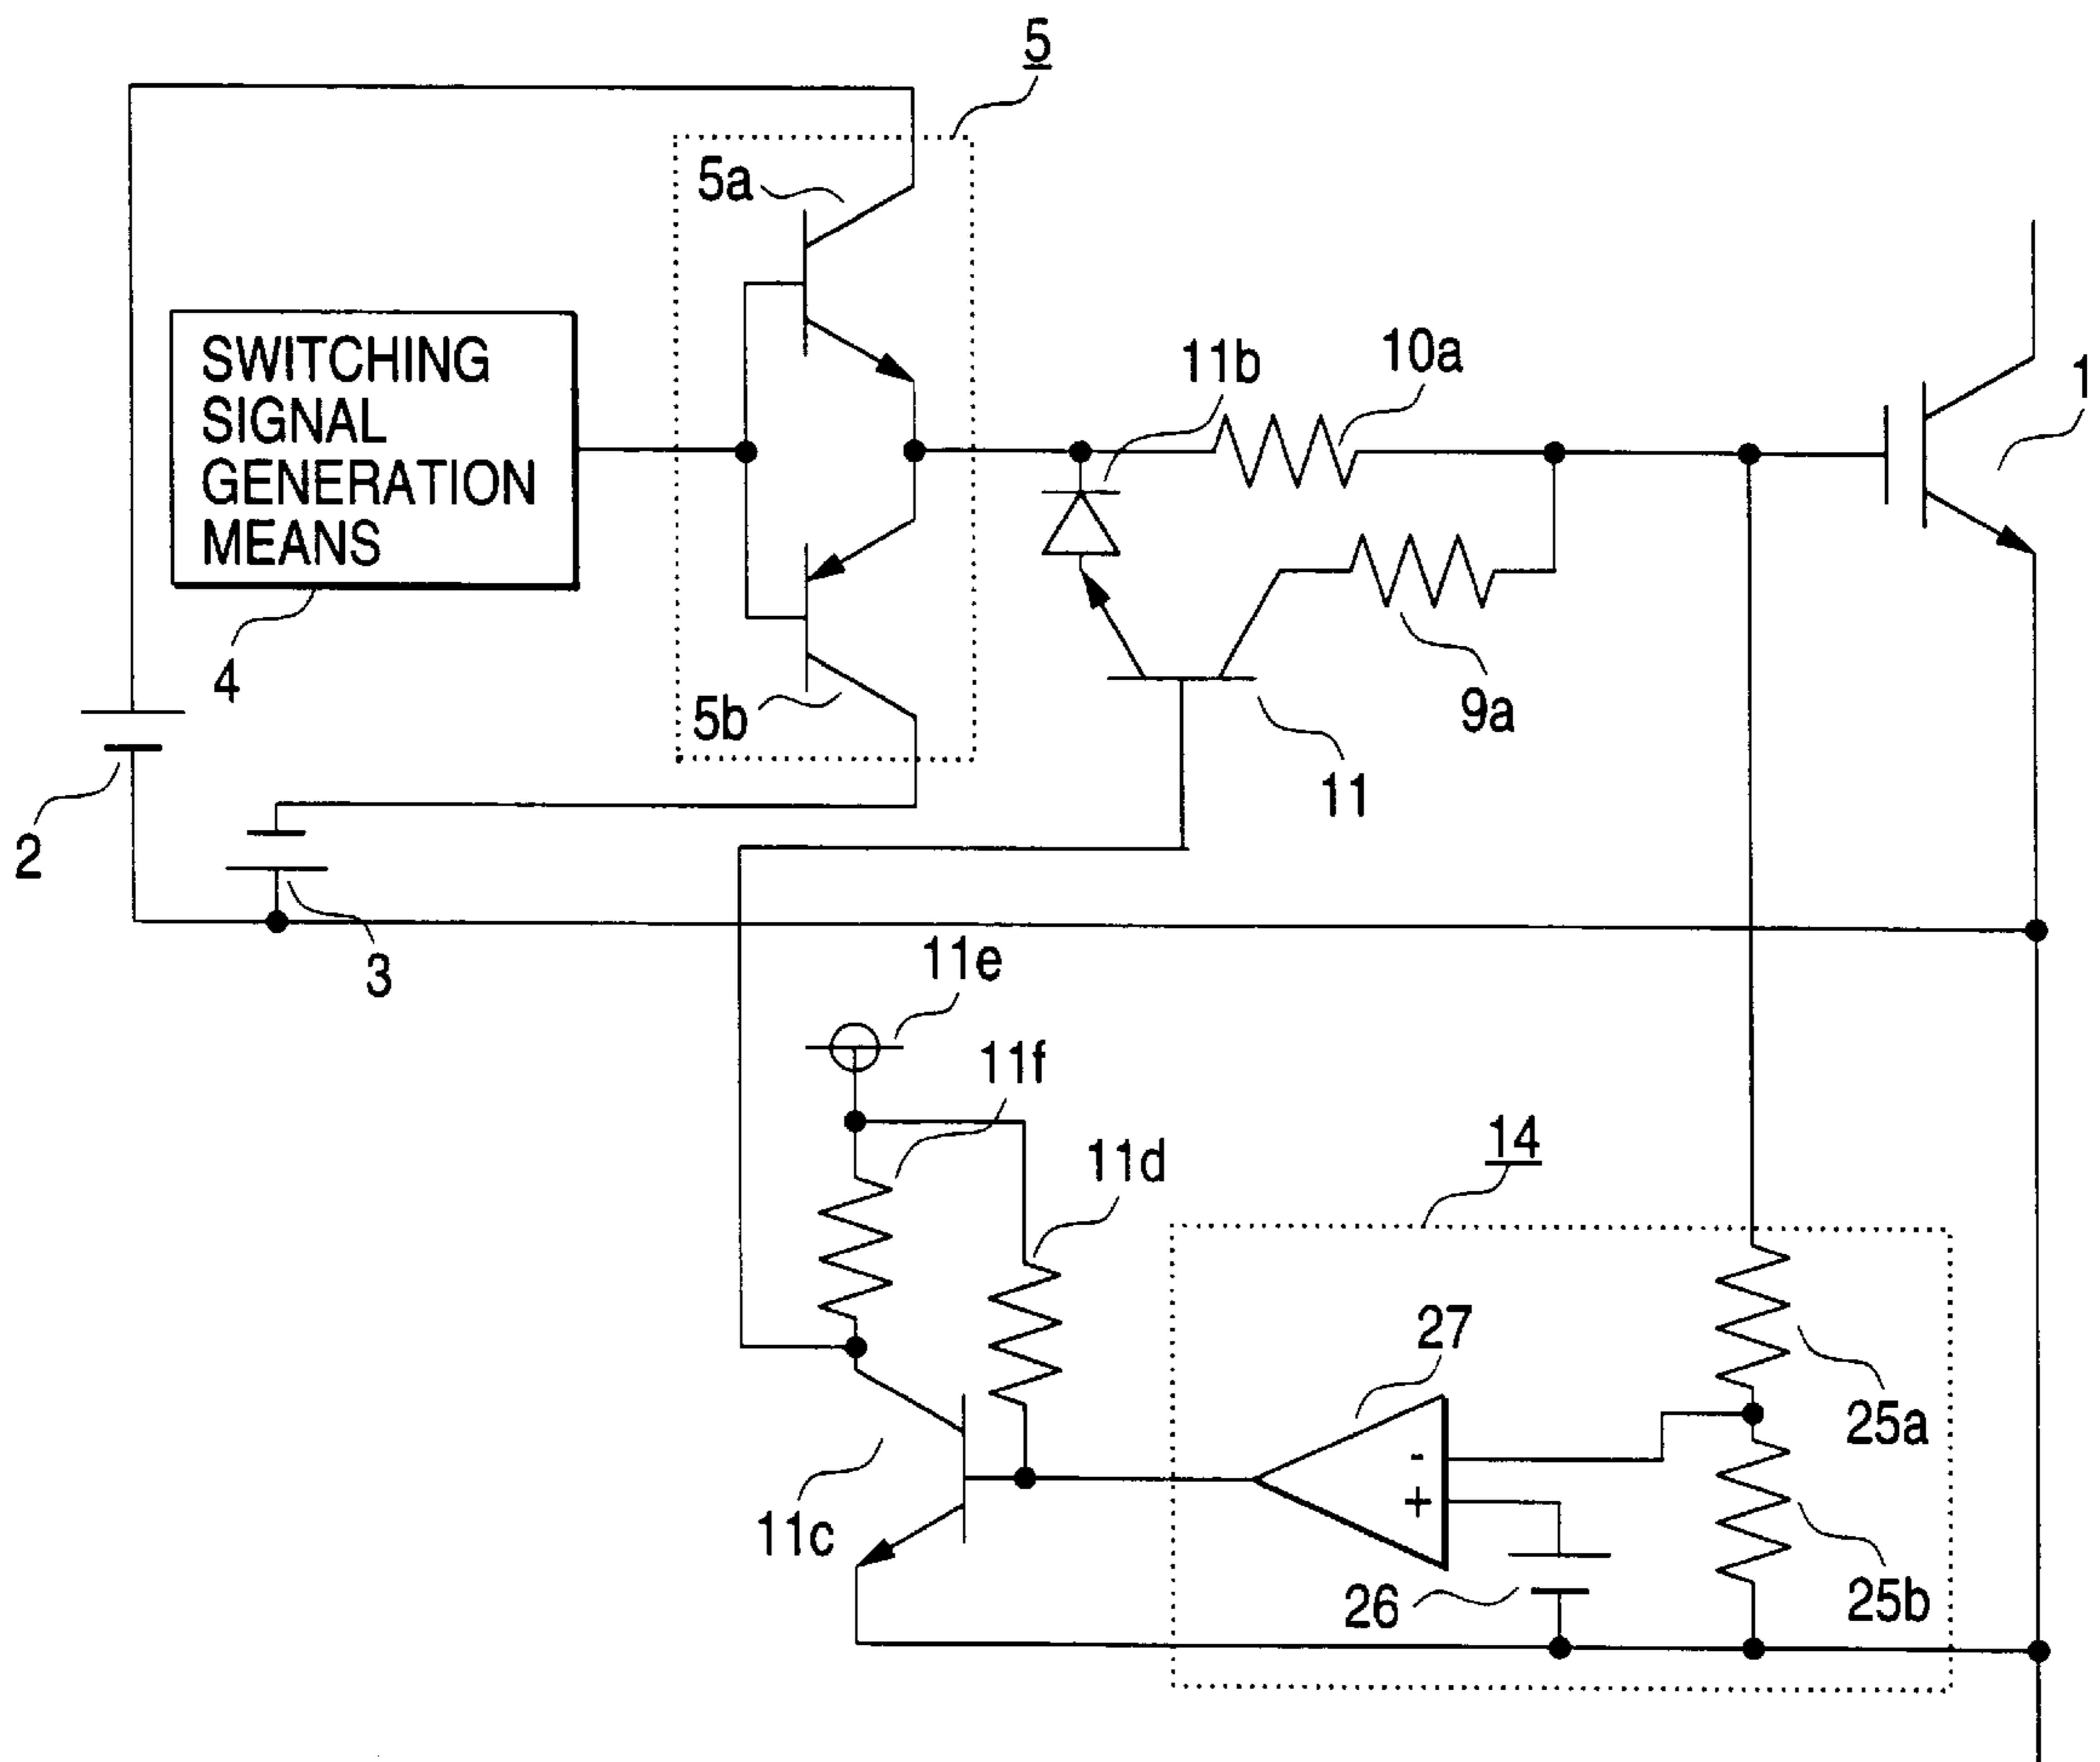 5
5a
SWITCHING
SIGNAL
GENERATION
MEANS
11b
10a
1
4
5b
9a
11
2
3
11e
11f
11d
14
27
25a
-
+
11c
26
25b